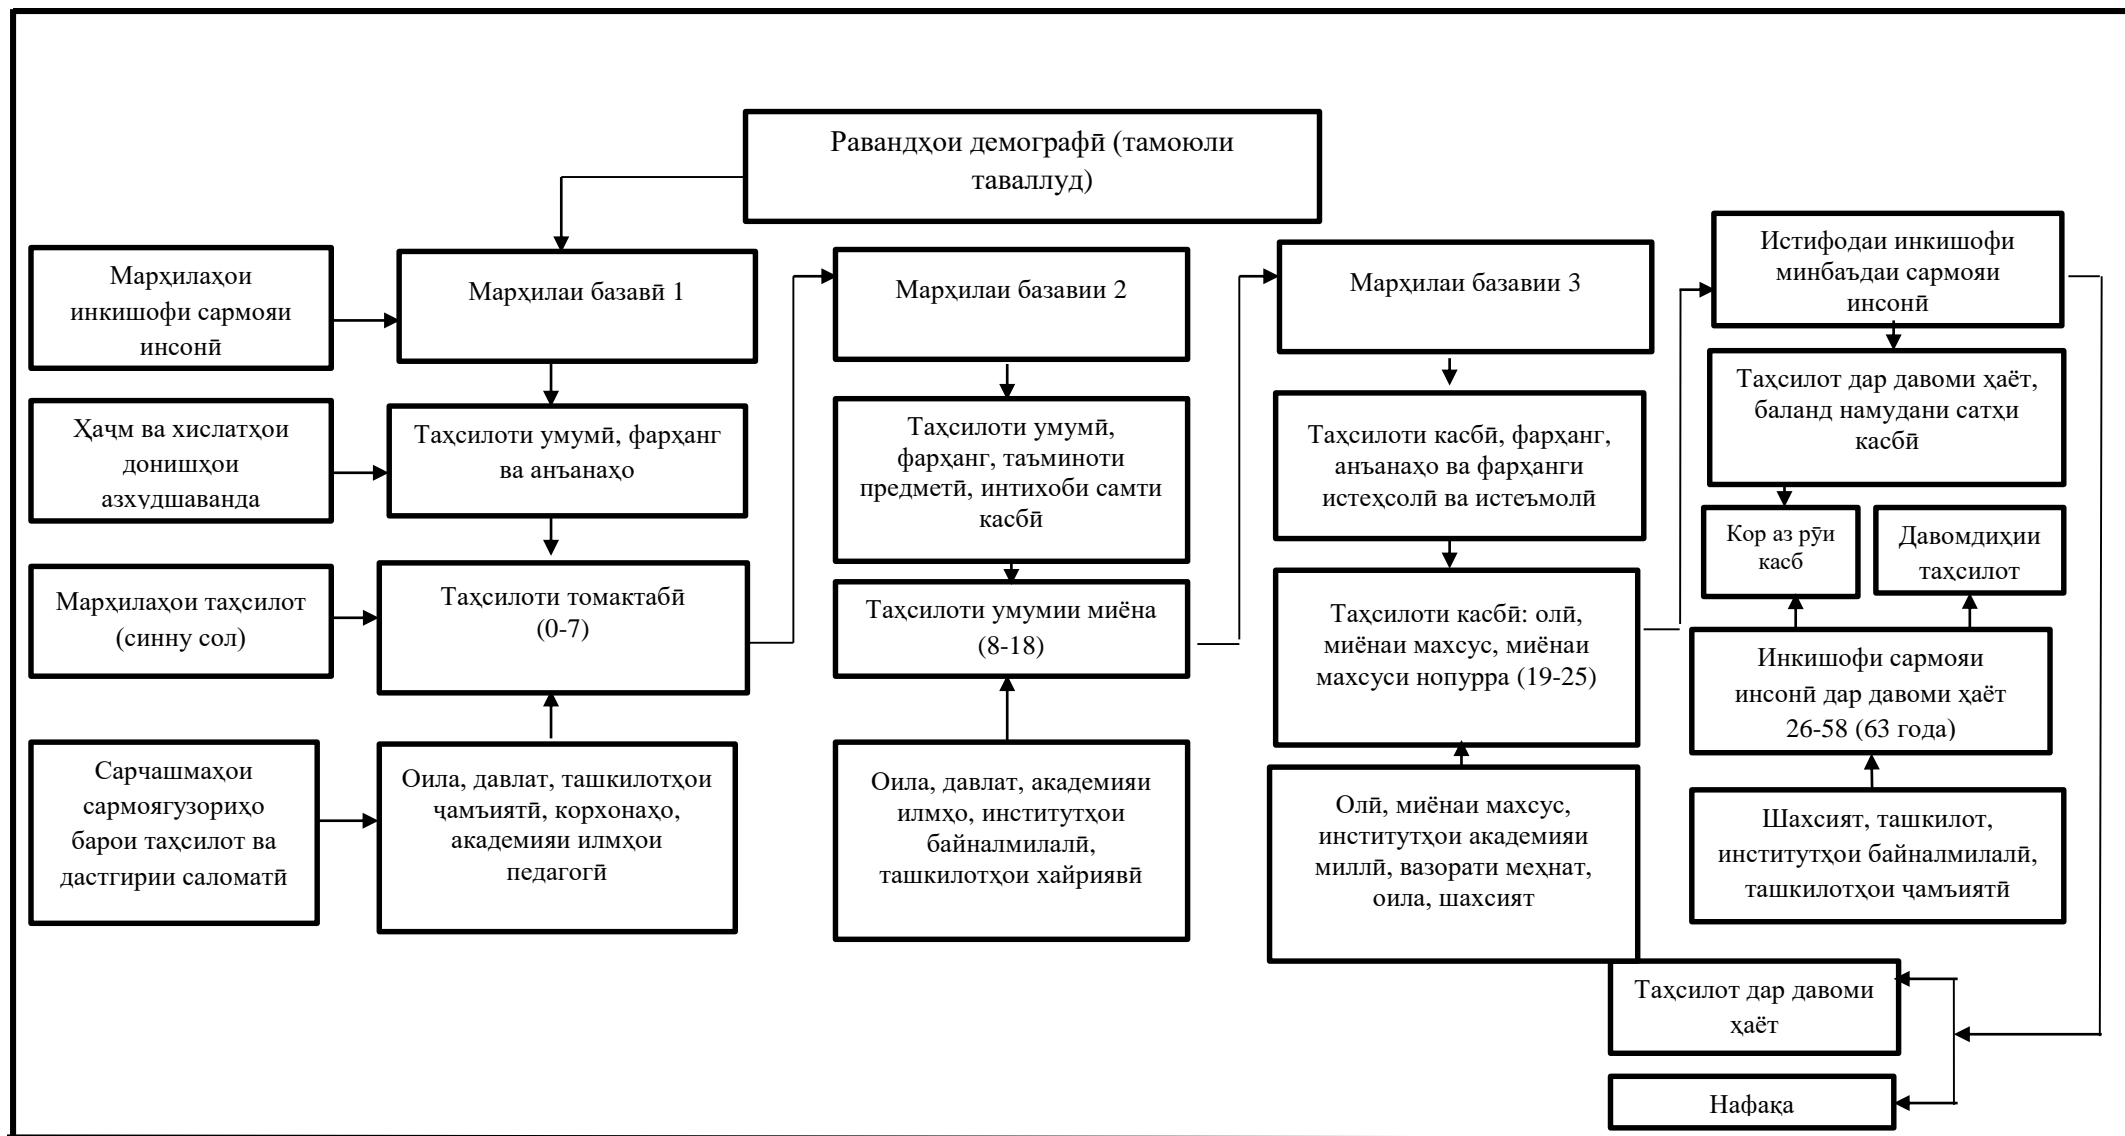 Равандҳои демографӣ (тамоюли
таваллуд)
Марҳилаҳои
инкишофи сармояи
инсонӣ
Марҳилаи базавӣ 1
Марҳилаи базавии 2
Марҳилаи базавии 3
Истифодаи инкишофи
минбаъдаи сармояи
инсонӣ
Ҳаҷм ва хислатҳои
донишҳои
азхудшаванда
Таҳсилоти умумӣ, фарҳанг
ва анъанаҳо
Таҳсилоти умумӣ,
фарҳанг, таъминоти
предметӣ, интихоби самти
касбӣ
Таҳсилоти касбӣ, фарҳанг,
анъанаҳо ва фарҳанги
истеҳсолӣ ва истеъмолӣ
Таҳсилот дар давоми ҳаёт,
баланд намудани сатҳи
касбӣ
Кор аз рӯи
касб
Давомдиҳии
таҳсилот
Марҳилаҳои таҳсилот
(синну сол)
Таҳсилоти томактабӣ
(0-7)
Таҳсилоти умумии миёна
(8-18)
Таҳсилоти касбӣ: олӣ,
миёнаи махсус, миёнаи
махсуси нопурра (19-25)
Инкишофи сармояи
инсонӣ дар давоми ҳаёт
26-58 (63 года)
Сарчашмаҳои
сармоягузориҳо
барои таҳсилот ва
дастгирии саломатӣ
Оила, давлат, ташкилотҳои
ҷамъиятӣ, корхонаҳо,
академияи илмҳои
педагогӣ
Оила, давлат, академияи
илмҳо, институтҳои
байналмилалӣ,
ташкилотҳои хайриявӣ
Олӣ, миёнаи махсус,
институтҳои академияи
миллӣ, вазорати меҳнат,
оила, шахсият
Шахсият, ташкилот,
институтҳои байналмилалӣ,
ташкилотҳои ҷамъиятӣ
Таҳсилот дар давоми
ҳаёт
Нафақа